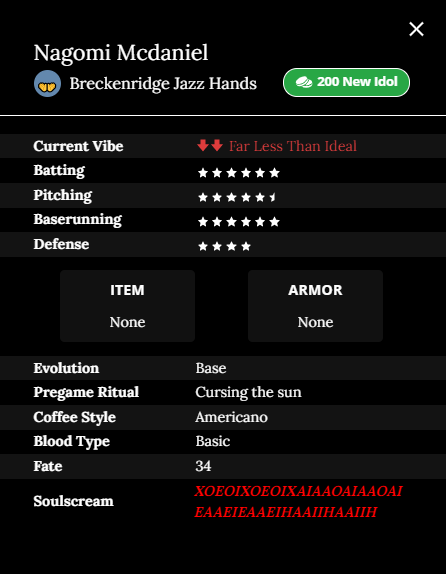 Nagomi Mcdaniel
Breckenridge Jazz Hands
200 New Idol
Current Vibe Far Less Than Ideal
Batting
Pitching
Baserunning
Defense
ITEM ARMOR
None None
Evolution Base
Pregame Ritual Cursing the sun
Coffee Style Americano
Blood Type Basic
Fate 34
Soulscream XOEOIXOEOIXAIAAOAIAAOAI
EAAEIEAAEIHAAIIHAAIIH